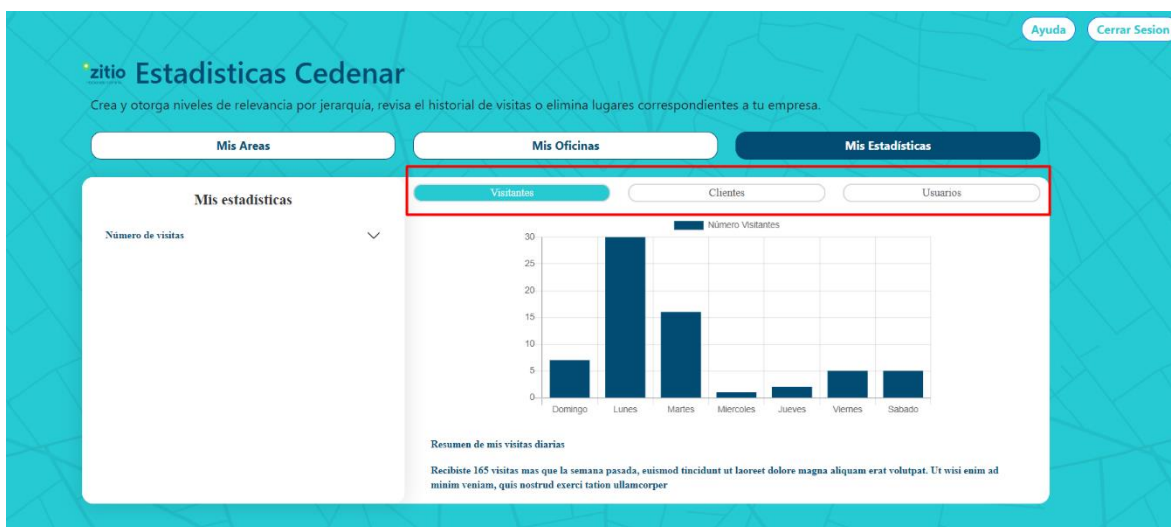 Ayuda
Cerrar Sesion
zitio Estadisticas Cedenar
Crea y otorga niveles de relevancia por jerarquía, revisa el historial de visitas o elimina lugares correspondientes a tu empresa.
Mis Areas
Mis Oficinas
Mis Estadísticas
Mis estadísticas
Número de visitas
Visitantes
Clientes
Usuarios
Número Visitantes
30
25
20
15
10
5
0
Domingo
Lunes
Martes
Miercoles
Jueves
Viernes
Sabado
Resumen de mis visitas diarias
Recibiste 165 visitas mas que la semana pasada, euismod tincidunt ut laoreet dolore magna aliquam erat volutpat. Ut wisi enim ad
minim veniam, quis nostrud exerci tation ullamcorper